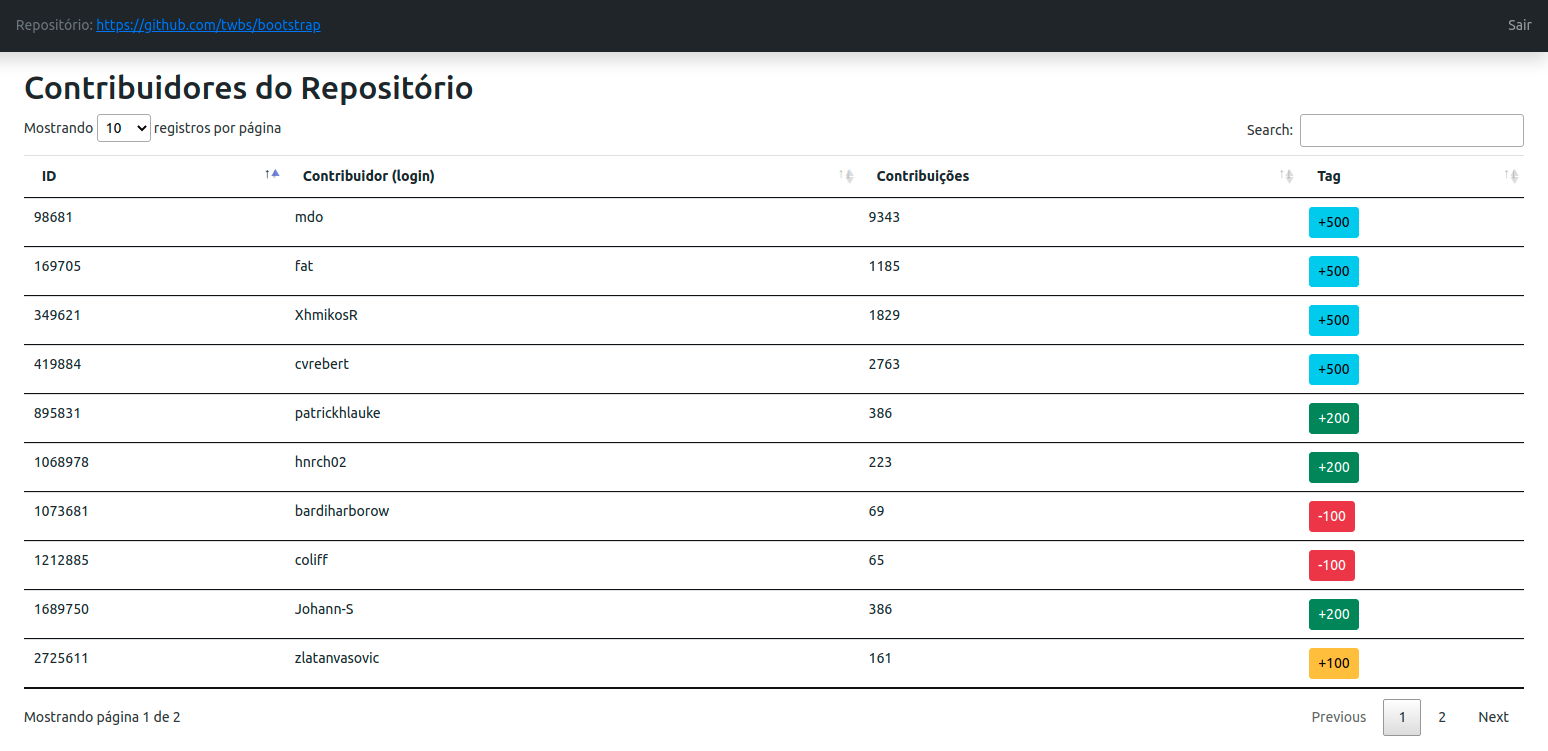 Repositório: https://github.com/twbs/bootstrap Sair
Contribuidores do Repositório
Mostrando 10 registros por página Search:
ID Contribuidor (login) Contribuições Tag
98681 mdo 9343 +500
169705 fat 1185 +500
349621 XhmikosR 1829 +500
419884 cvrebert 2763 +500
895831 patrickhlauke 386 +200
1068978 hnrch02 223 +200
1073681 bardiharborow 69 -100
1212885 coliff 65 -100
1689750 Johann-S 386 +200
2725611 zlatanvasovic 161 +100
Mostrando página 1 de 2 Previous 1 2 Next